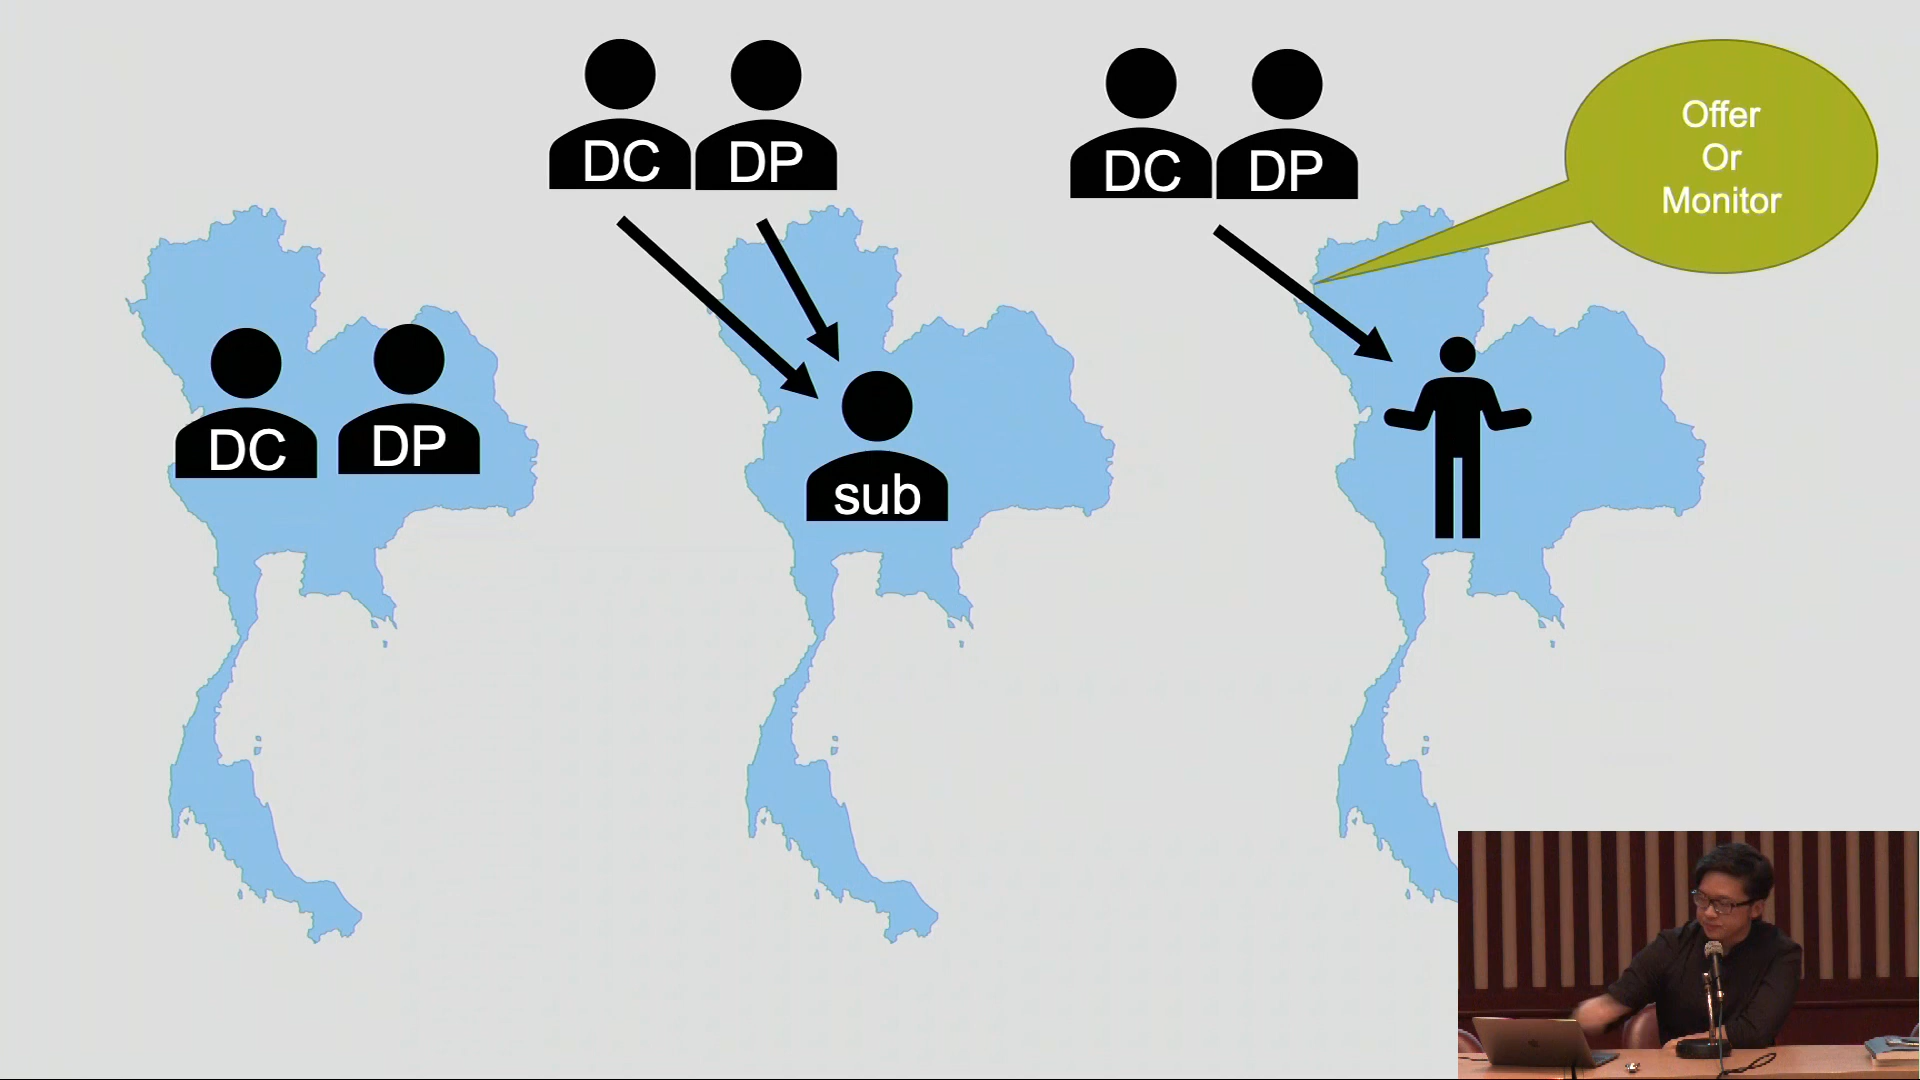 DC DP
DC DP
sub
DC DP
Offer
Or
Monitor